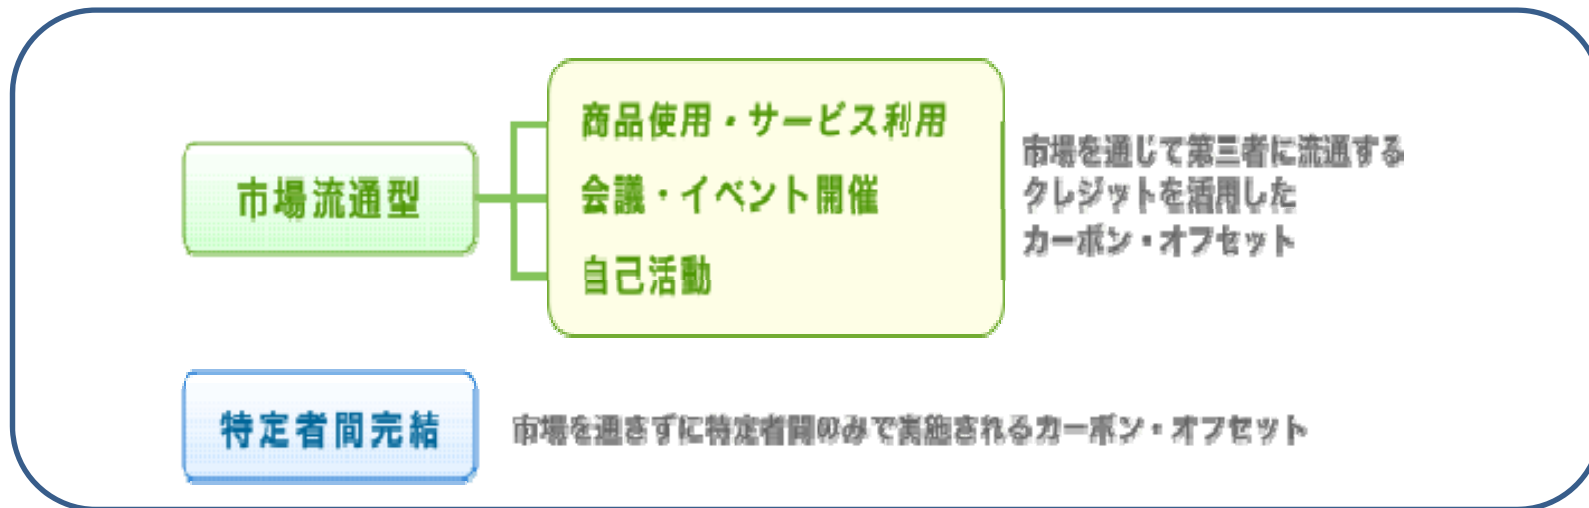 市場流通型
商品使用・サービス利用
会議・イベント開催
自己活動
市場を通じて第三者に流通する
クレジットを活用した
カーボン・オフセット
特定者間完結
市場を通さずに特定者間のみで実施されるカーボン・オフセット